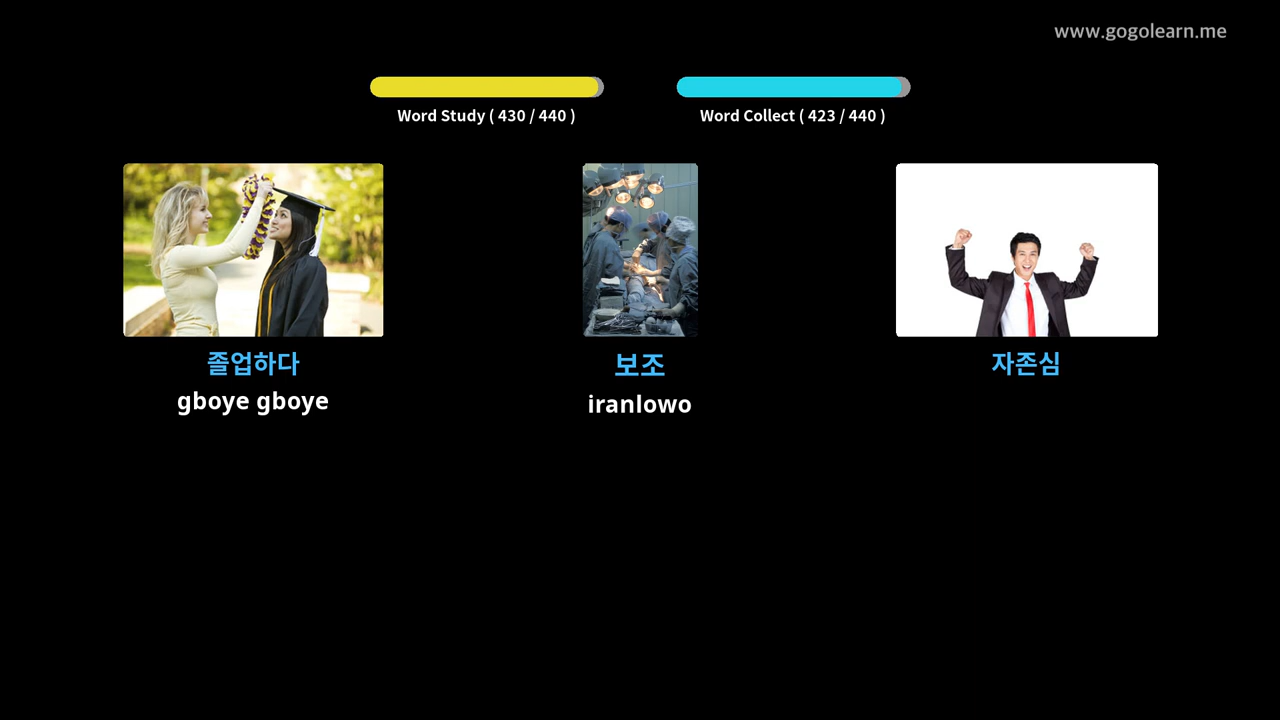 www.gogolearn.me
Word Study ( 430 / 440 )
Word Collect ( 423 / 440 )
졸업하다
보조
자존심
gboye gboye
iranlowo